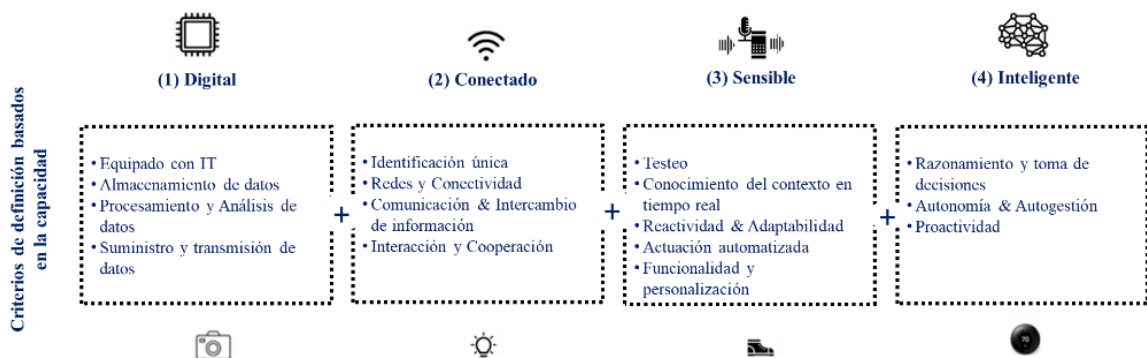 (1) Digital
(2) Conectado
(3) Sensible
(4) Inteligente
Criterios de definición basados
en la capacidad
• Equipado con IT
• Almacenamiento de datos
• Procesamiento y Análisis de
datos
• Suministro y transmisión de
datos
+
• Identificación única
• Redes y Conectividad
• Comunicación & Intercambio
de información
• Interacción y Cooperación
+
• Testeo
• Conocimiento del contexto en
tiempo real
• Reactividad & Adaptabilidad
• Actuación automatizada
• Funcionalidad y
personalización
+
• Razonamiento y toma de
decisiones
• Autonomía & Autogestión
• Proactividad
70